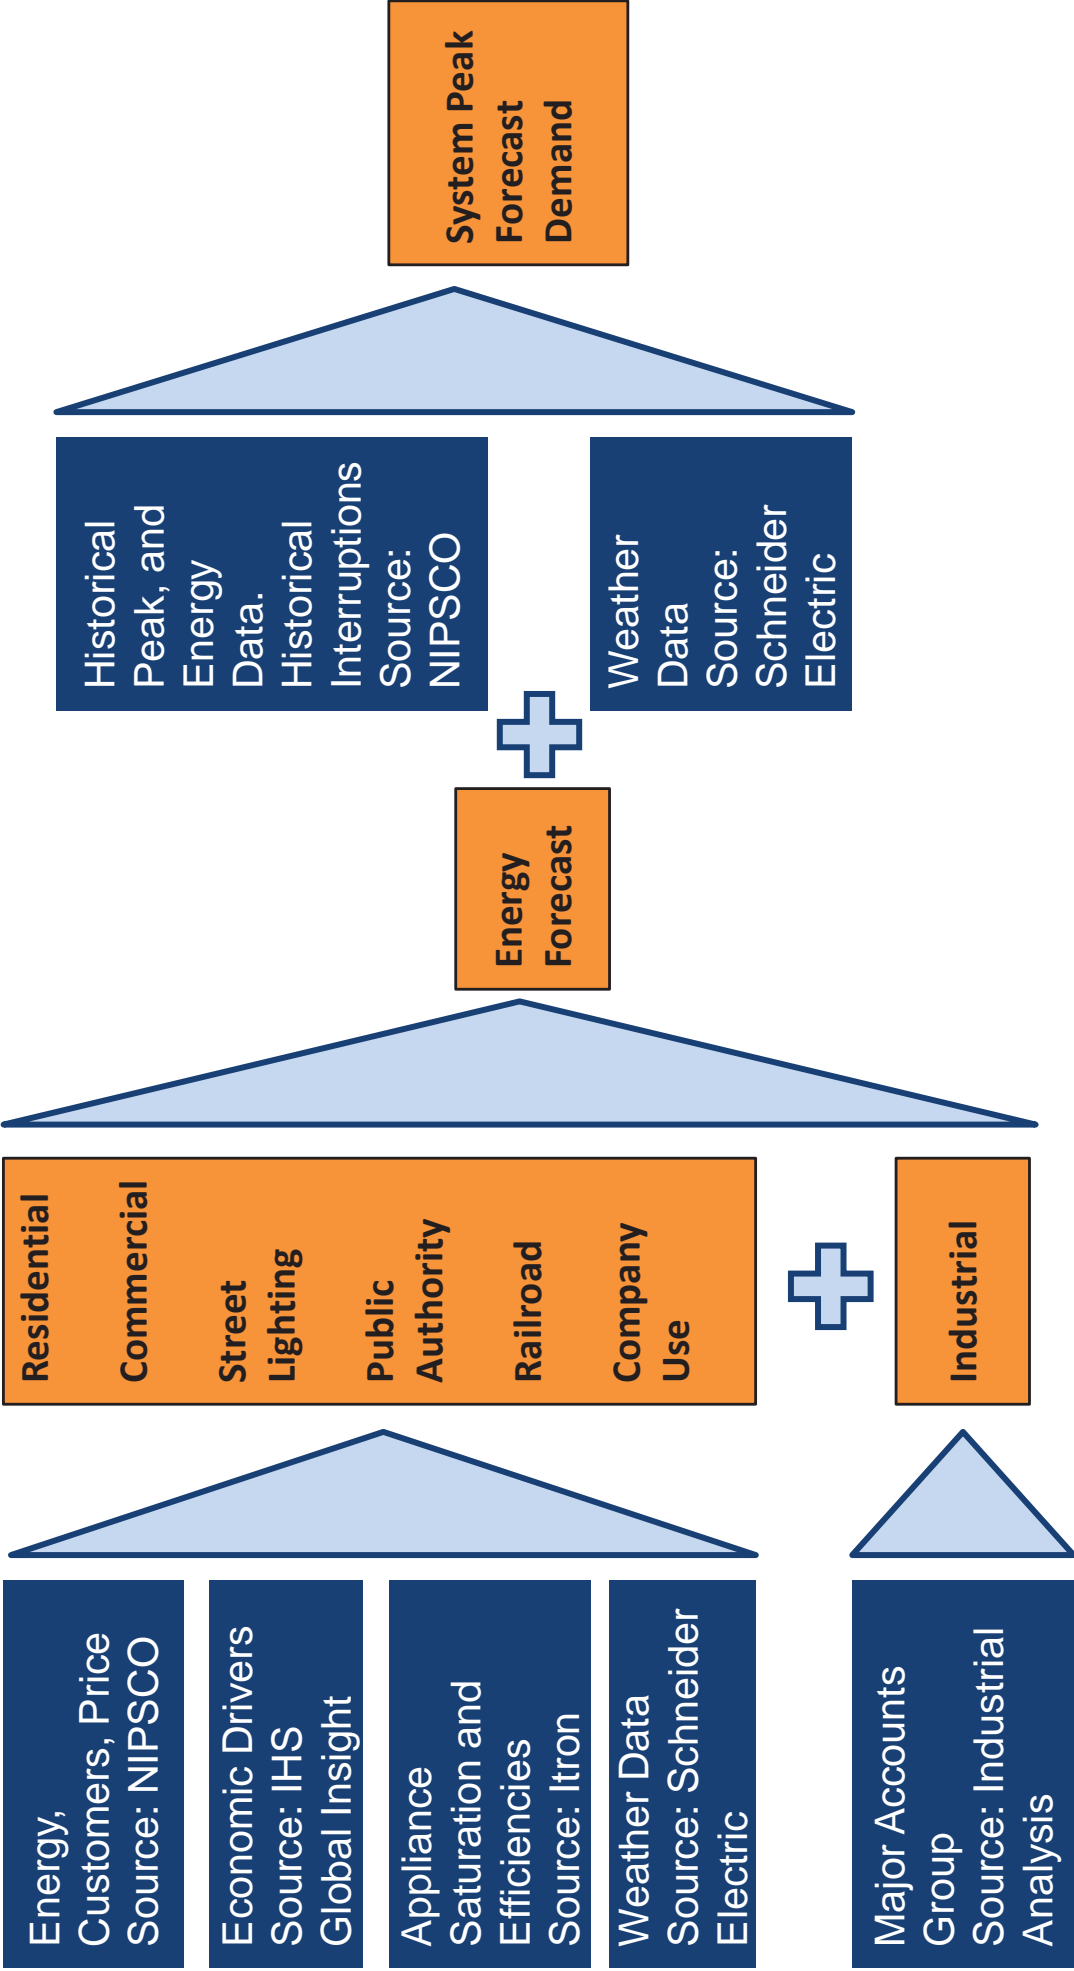 Energy,
Customers, Price
Source: NIPSCO
Economic Drivers
Source: IHS
Global Insight
Appliance
Saturation and
Efficiencies
Source: Itron
Weather Data
Source: Schneider
Electric
Major Accounts
Group
Source: Industrial
Analysis
Residential
Commercial
Street
Lighting
Public
Authority
Railroad
Company
Use
Industrial
Energy
Forecast
Historical
Peak, and
Energy
Data.
Historical
Interruptions
Source:
NIPSCO
Weather
Data
Source:
Schneider
Electric
System Peak
Forecast
Demand